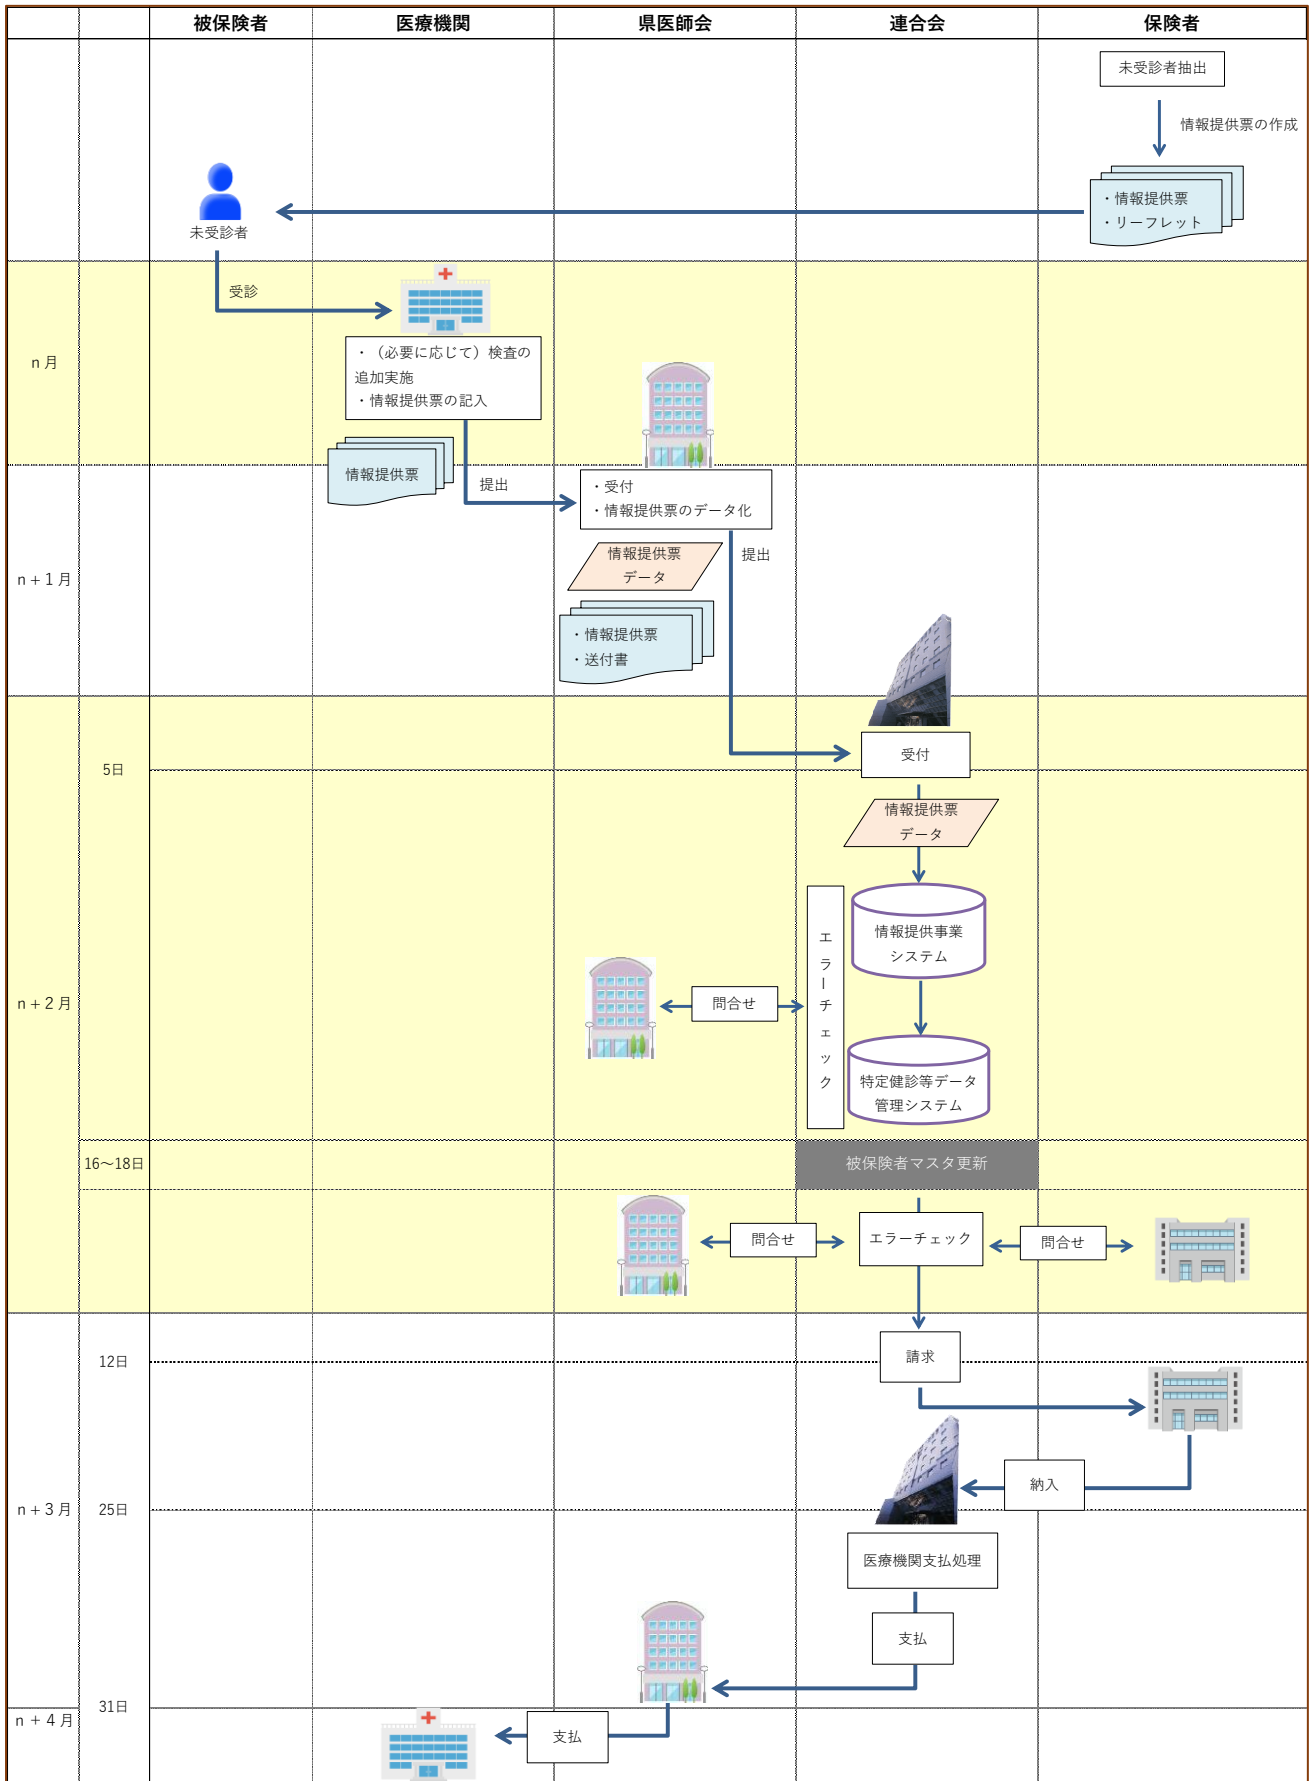 被保険者
医療機関
県医師会
連合会
保険者
未受診者抽出
情報提供票の作成
・情報提供票
・リーフレット
未受診者
受診
n月
・（必要に応じて）検査の
追加実施
・情報提供票の記入
情報提供票
提出
・受付
・情報提供票のデータ化
n＋1月
情報提供票
データ
提出
・情報提供票
・送付書
5日
受付
情報提供票
データ
エラーチェック
情報提供事業
システム
n＋2月
問合せ
特定健診等データ
管理システム
16～18日
被保険者マスタ更新
問合せ
エラーチェック
問合せ
12日
請求
納入
n＋3月
25日
医療機関支払処理
支払
31日
n＋4月
支払